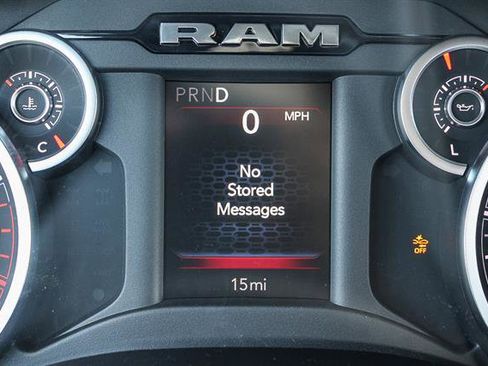 RAM
PRND
0 MPH
No
Stored
Messages
C
L
OFF
15mi